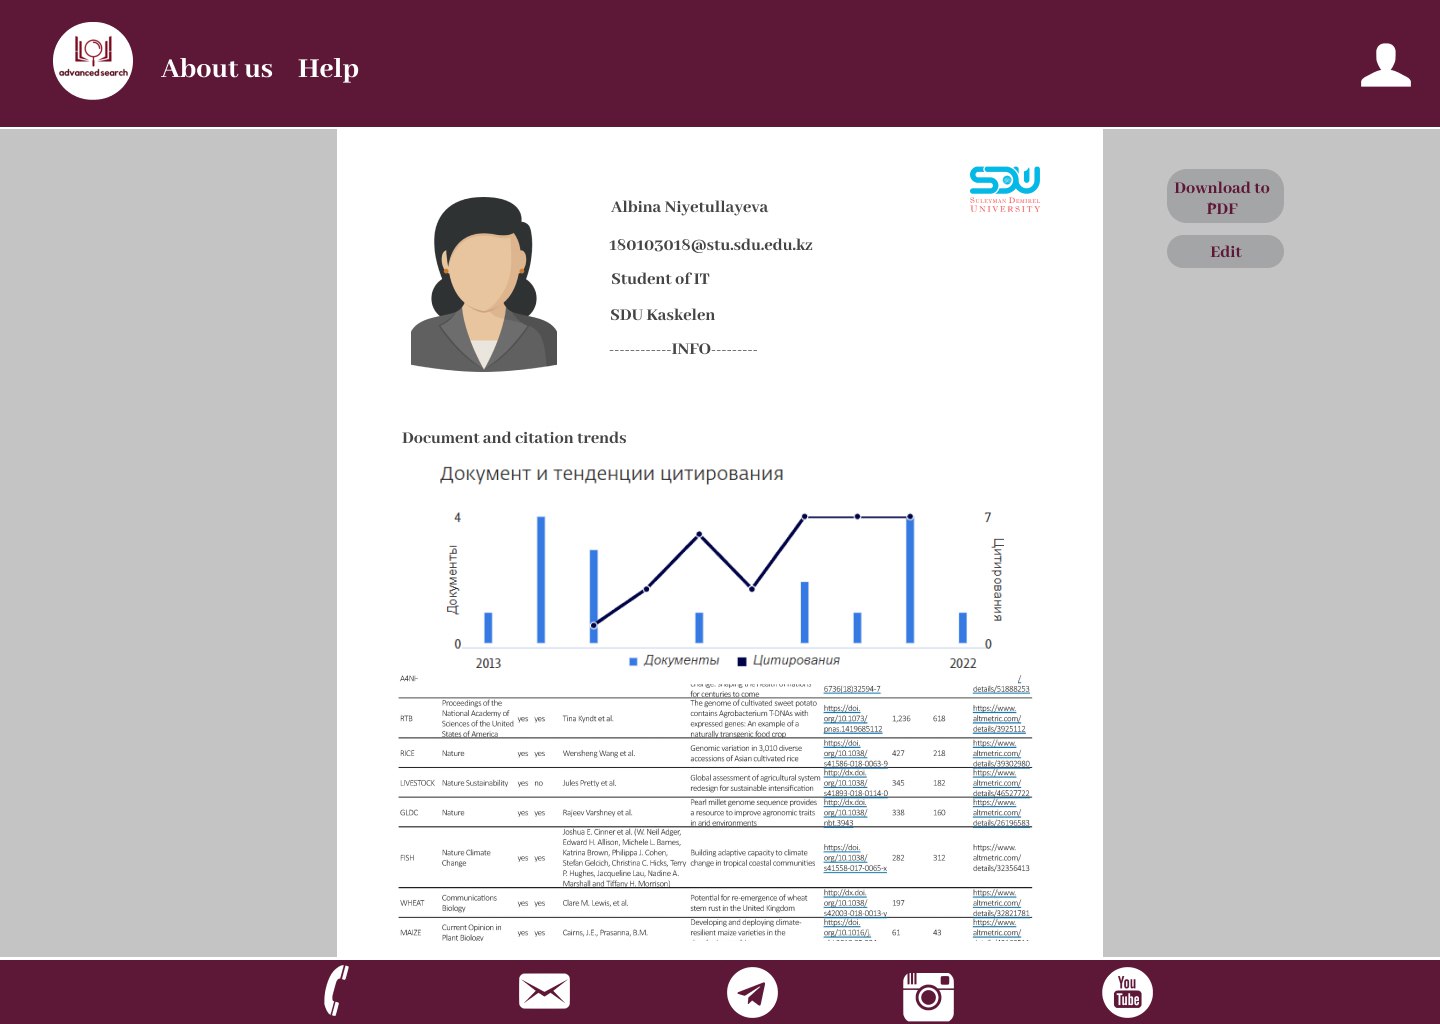 advanced search
About us Help
SDU
SULEYMAN DEMIREL
UNIVERSITY
Download to
PDF
Edit
Albina Niyetullayeva
180103018@stu.sdu.edu.kz
Student of IT
SDU Kaskelen
------------INFO---------
Document and citation trends
Документ и тенденции цитирования
4
7
Документы
Цитирования
0
0
2013
2022
Документы Цитирования
A4NH
change: shaping the health of nations
for centuries to come
6736(18)32594-7
details/51888253
RTB
Proceedings of the
National Academy of
Sciences of the United
States of America
yes yes
Tina Kyndt et al.
The genome of cultivated sweet potato
contains Agrobacterium T-DNAs with
expressed genes: An example of a
naturally transgenic food crop
https://doi.
org/10.1073/
pnas.1419685112
1,236
618
https://www.
altmetric.com/
details/3925112
RICE
Nature
yes yes
Wensheng Wang et al.
Genomic variation in 3,010 diverse
accessions of Asian cultivated rice
https://doi.
org/10.1038/
s41586-018-0063-9
427
218
https://www.
altmetric.com/
details/39302980
LIVESTOCK
Nature Sustainability
yes no
Jules Pretty et al.
Global assessment of agricultural system
redesign for sustainable intensification
http://dx.doi.
org/10.1038/
s41893-018-0114-0
345
182
https://www.
altmetric.com/
details/46527722
GLDC
Nature
yes yes
Rajeev Varshney et al.
Pearl millet genome sequence provides
a resource to improve agronomic traits
in arid environments
http://dx.doi.
org/10.1038/
nbt.3943
338
160
https://www.
altmetric.com/
details/26196583
FISH
Nature Climate
Change
yes yes
Joshua E. Cinner et al. (W. Neil Adger,
Edward H. Allison, Michele L. Barnes,
Katrina Brown, Philippa J. Cohen,
Stefan Gelcich, Christina C. Hicks, Terry
P. Hughes, Jacqueline Lau, Nadine A.
Marshall and Tiffany H. Morrison)
Building adaptive capacity to climate
change in tropical coastal communities
https://doi.
org/10.1038/
s41558-017-0065-x
282
312
https://www.
altmetric.com/
details/32356413
WHEAT
Communications
Biology
yes yes
Clare M. Lewis, et al.
Potential for re-emergence of wheat
stem rust in the United Kingdom
http://dx.doi.
org/10.1038/
s42003-018-0013-y
197
https://www.
altmetric.com/
details/32821781
MAIZE
Current Opinion in
Plant Biology
yes yes
Cairns, J.E., Prasanna, B.M.
Developing and deploying climate-
resilient maize varieties in the
https://doi.
org/10.1016/j.
61
43
https://www.
altmetric.com/
You
Tube